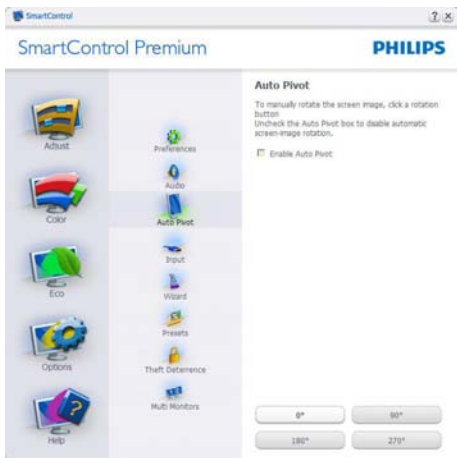 SmartControl
SmartControl Premium
PHILIPS
Adjust
Color
Eco
Options
Help
Preferences
Audio
Auto Pivot
Input
Wizard
Presets
Theft Deterrence
Multi Monitors
Auto Pivot
To manually rotate the screen image, click a rotation
button
Uncheck the Auto Pivot box to disable automatic
screen-image rotation.
Enable Auto Pivot
0°
90°
180°
270°